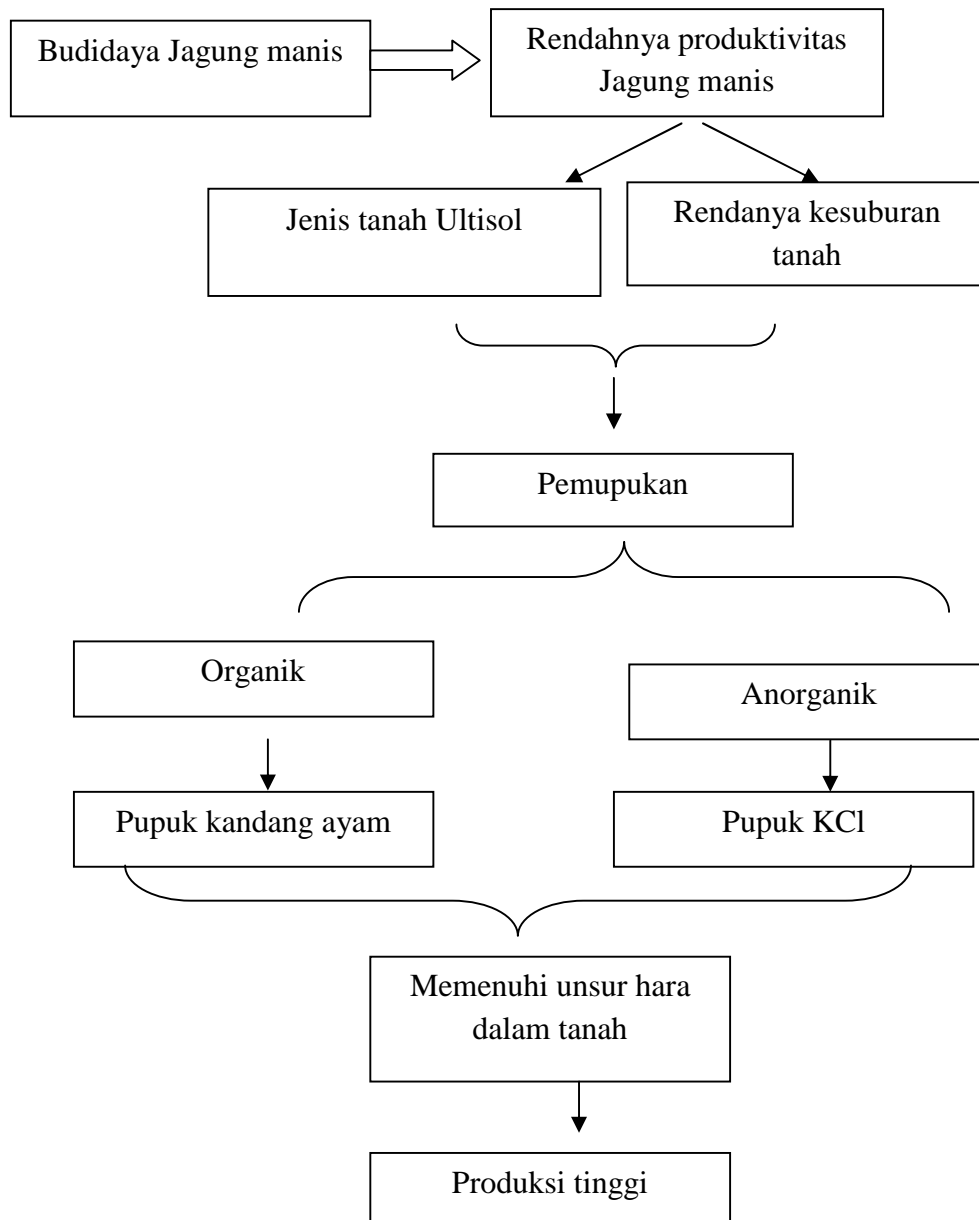 Budidaya Jagung manis
Rendahnya produktivitas
Jagung manis
Jenis tanah Ultisol
Rendanya kesuburan
tanah
Pemupukan
Organik
Anorganik
Pupuk kandang ayam
Pupuk KCl
Memenuhi unsur hara
dalam tanah
Produksi tinggi